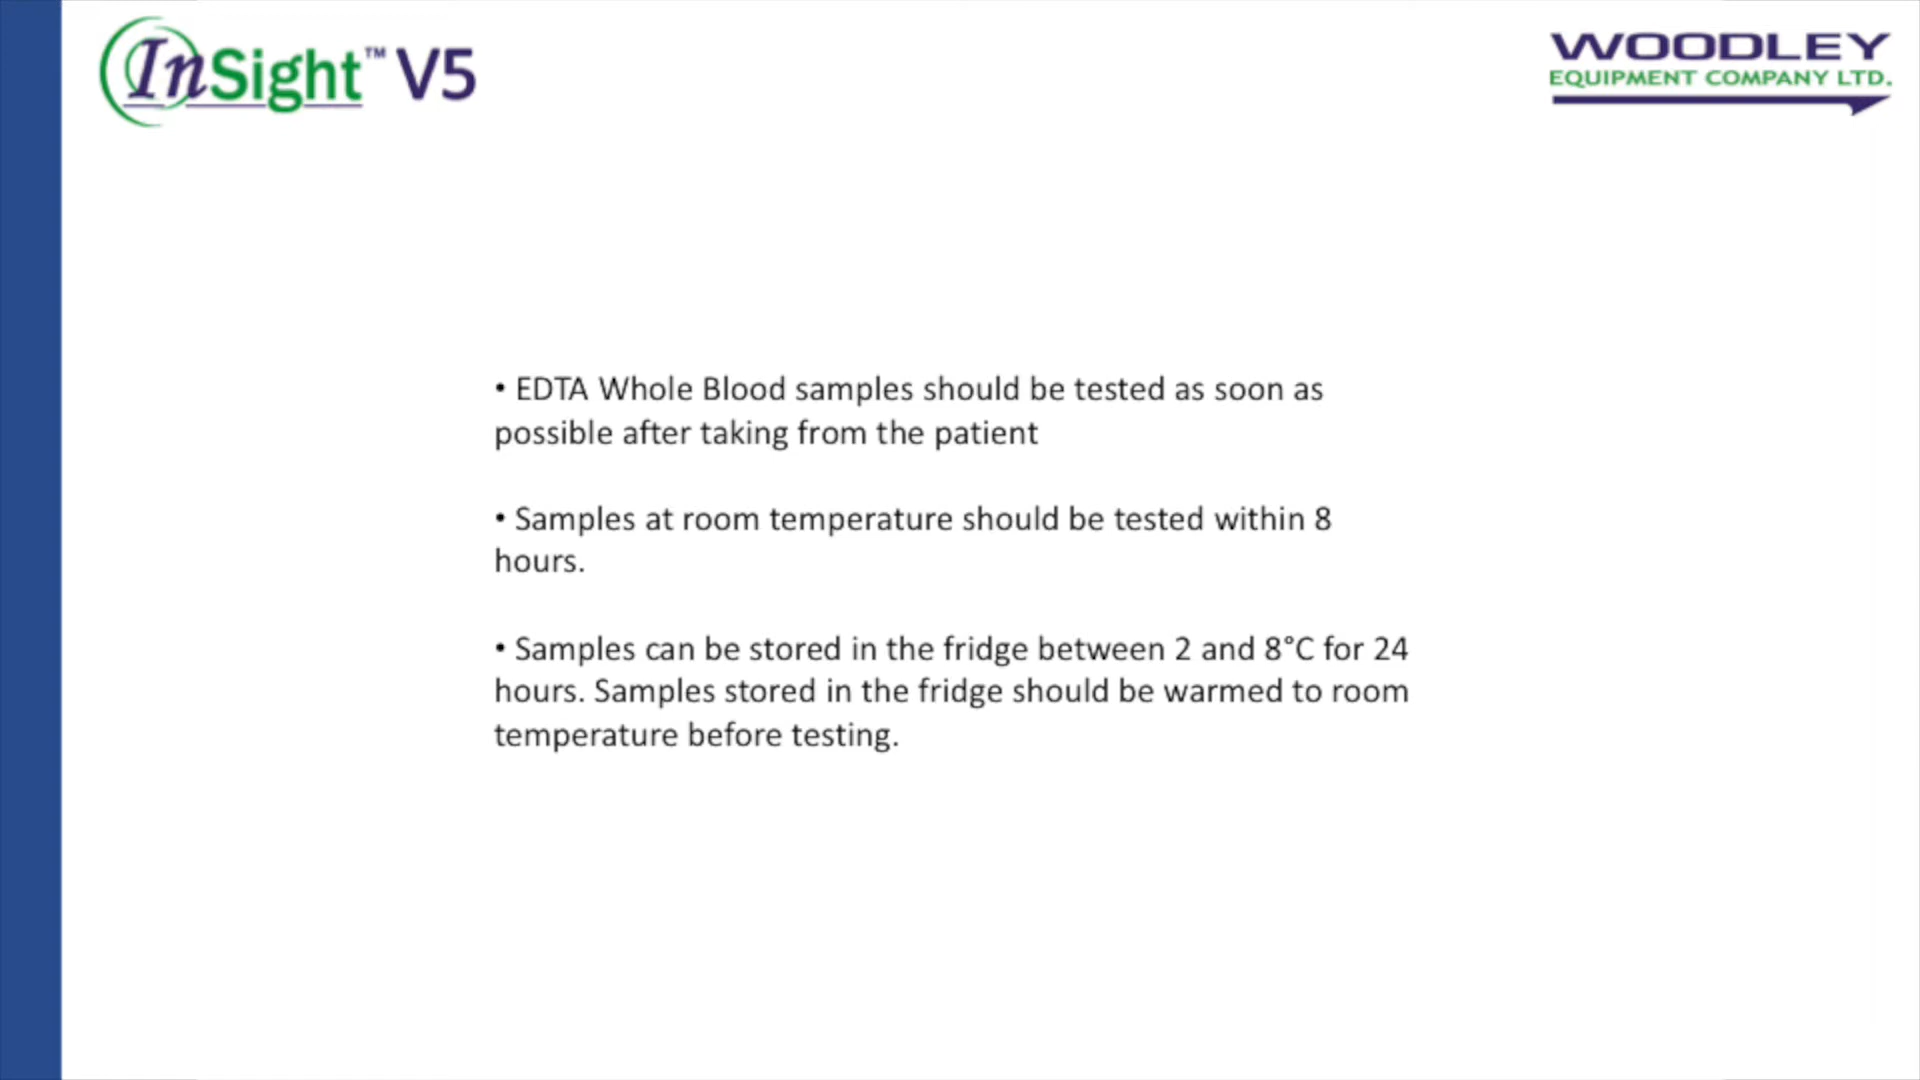 InSight™ V5
WOODLEY
EQUIPMENT COMPANY LTD.
• EDTA Whole Blood samples should be tested as soon as
possible after taking from the patient
• Samples at room temperature should be tested within 8
hours.
• Samples can be stored in the fridge between 2 and 8°C for 24
hours. Samples stored in the fridge should be warmed to room
temperature before testing.